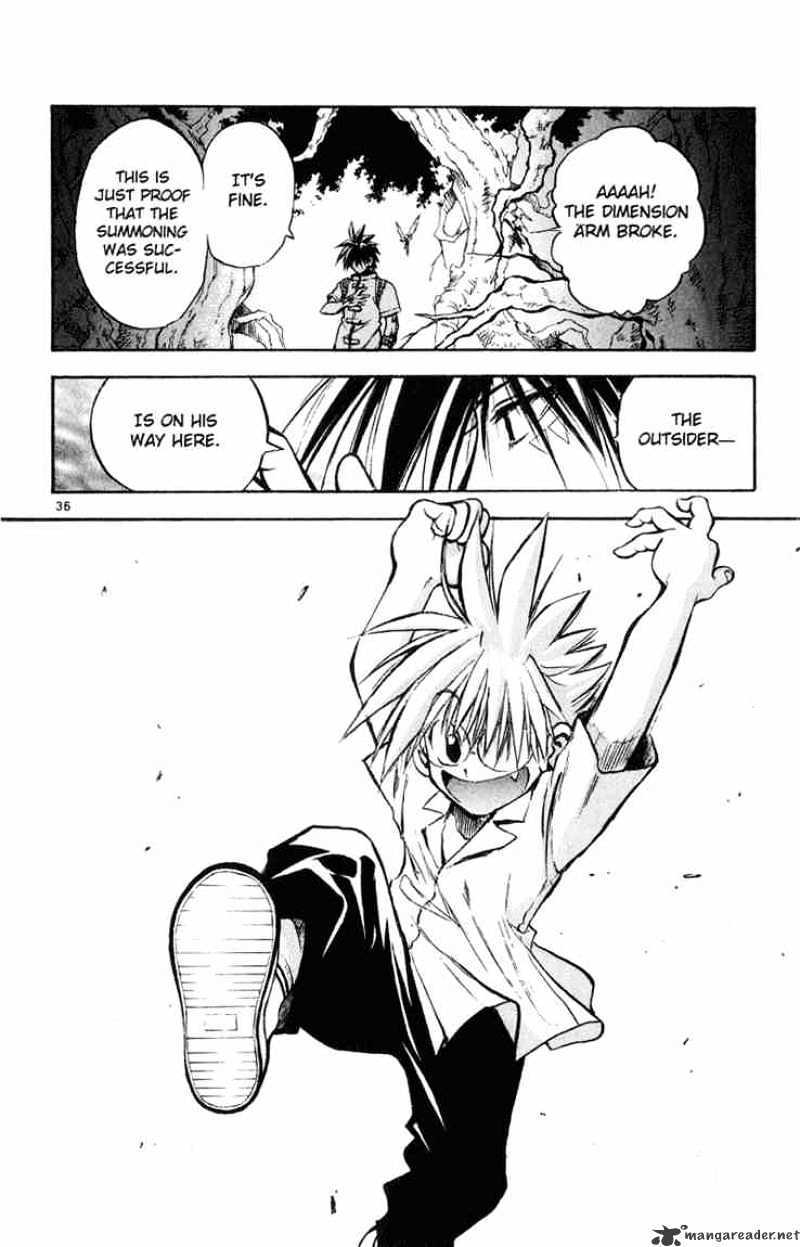 AAAAH!
THE DIMENSION
ARM BROKE.
IT'S
FINE.
THIS IS
JUST PROOF
THAT THE
SUMMONING
WAS SUC-
CESSFUL.
THE
OUTSIDER—
IS ON HIS
WAY HERE.
36
mangareader.net